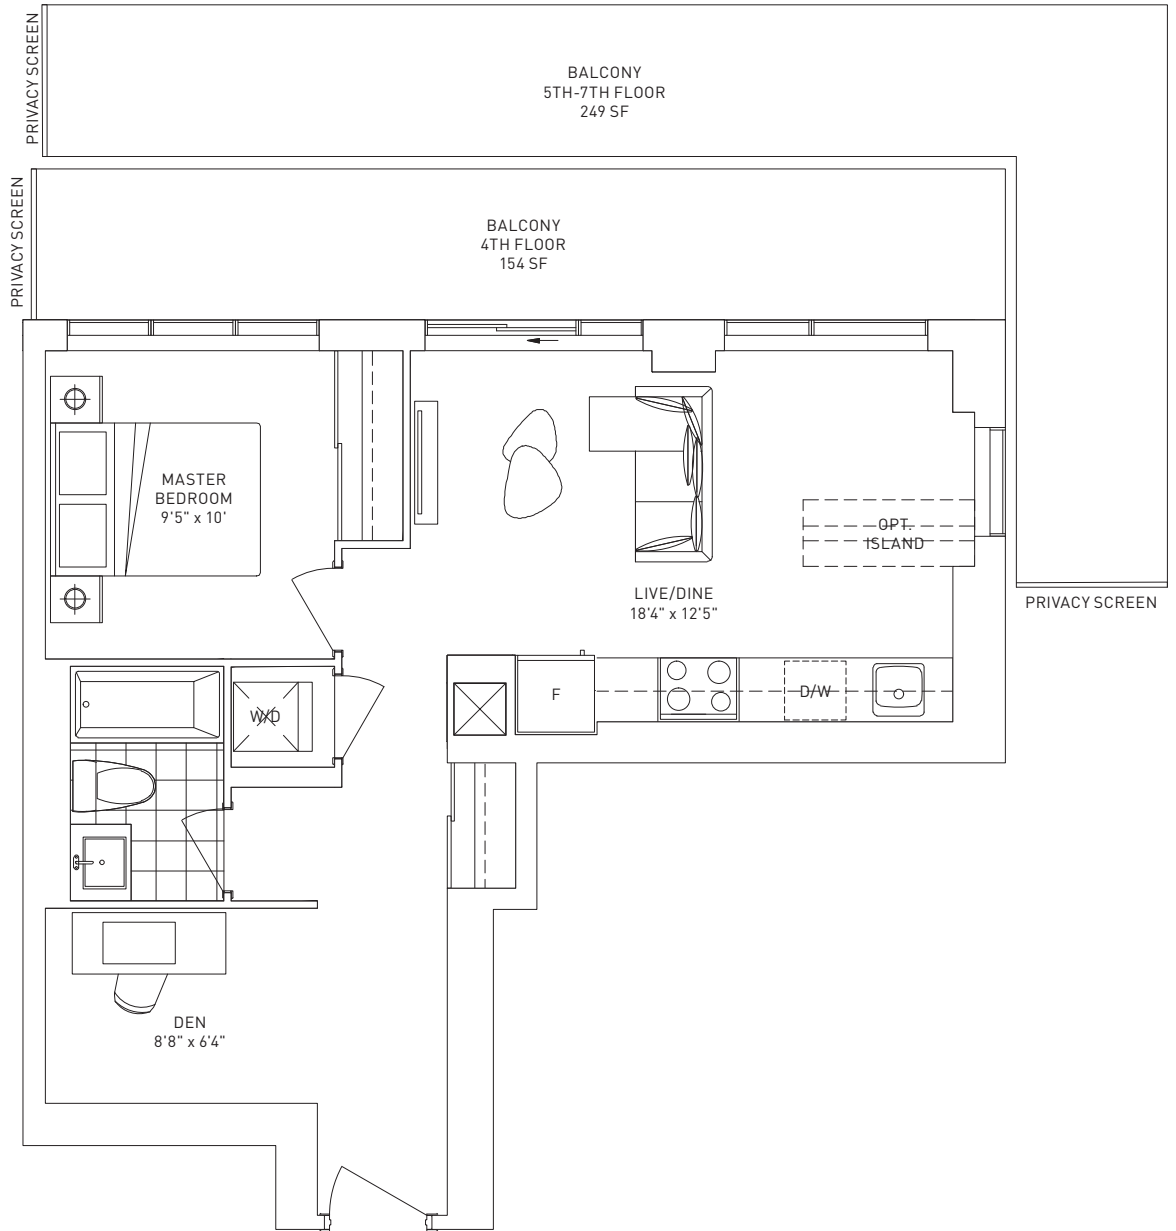 PRIVACY SCREEN
BALCONY
5TH-7TH FLOOR
249 SF
PRIVACY SCREEN
BALCONY
4TH FLOOR
154 SF
MASTER
BEDROOM
9'5" x 10'
OPT.
ISLAND
LIVE/DINE
18'4" x 12'5"
PRIVACY SCREEN
F
D/W
W/D
DEN
8'8" x 6'4"